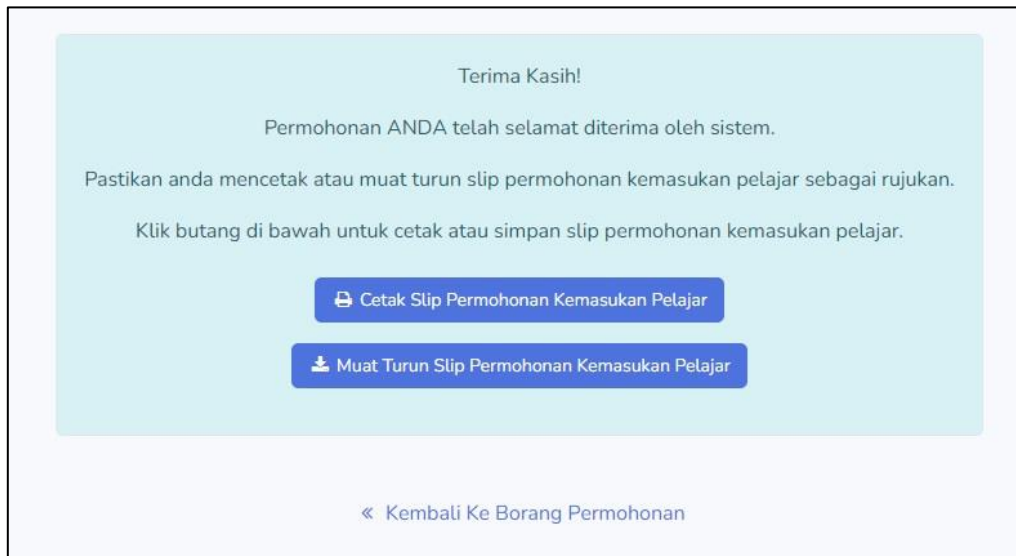 Terima Kasih!
Permohonan ANDA telah selamat diterima oleh sistem.
Pastikan anda mencetak atau muat turun slip permohonan kemasukan pelajar sebagai rujukan.
Klik butang di bawah untuk cetak atau simpan slip permohonan kemasukan pelajar.
Cetak Slip Permohonan Kemasukan Pelajar
Muat Turun Slip Permohonan Kemasukan Pelajar
« Kembali Ke Borang Permohonan